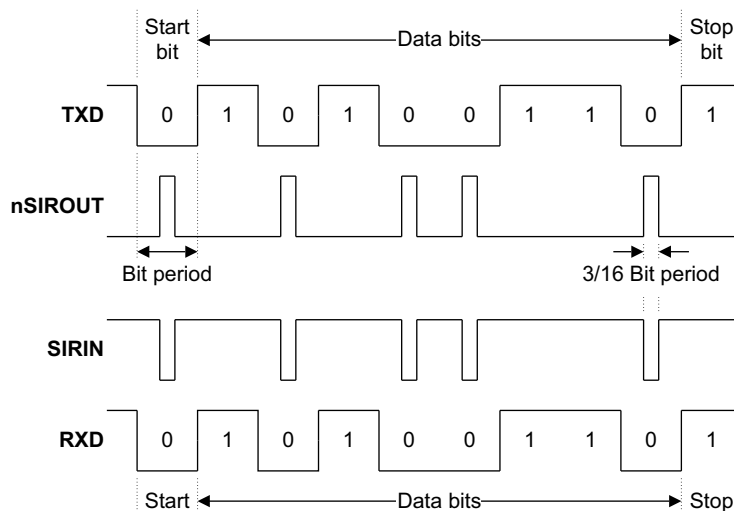 Start bit
Data bits
Stop bit
TXD
0 1 0 1 0 0 1 1 0 1
nSIROUT
Bit period
3/16 Bit period
SIRIN
RXD
0 1 0 1 0 0 1 1 0 1
Start
Data bits
Stop